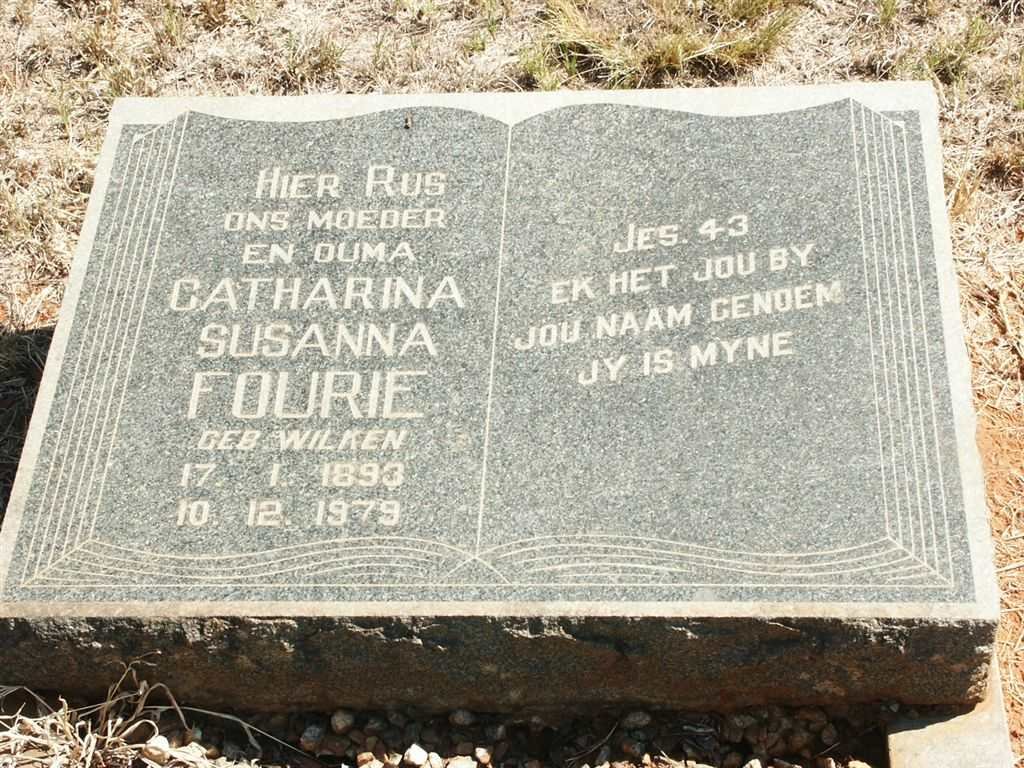 HIER RUS
ONS MOEDER
EN OUMA
CATHARINA
SUSANNA
FOURIE
GEB WILKEN
17. 1. 1893
10. 12. 1979
JES. 43
EK HET JOU BY
JOU NAAM GENOEM
JY IS MYNE